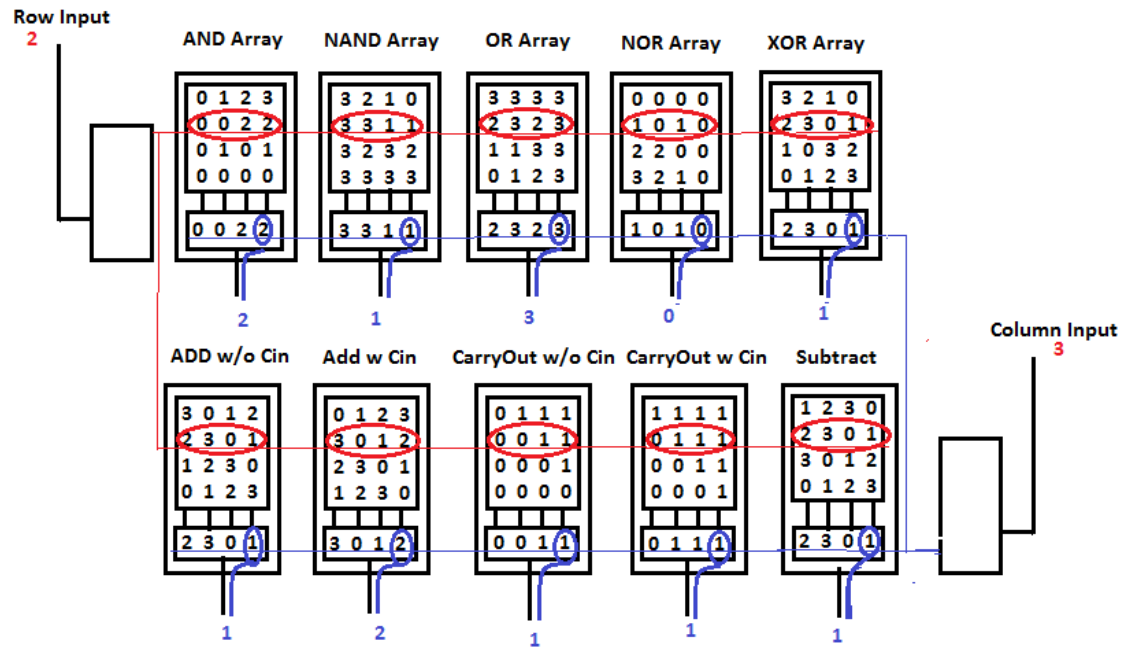 Row Input
2
AND Array NAND Array OR Array NOR Array XOR Array
0 1 2 3 3 2 1 0 3 3 3 3 0 0 0 0 3 2 1 0
0 0 2 2 3 3 1 1 2 3 2 3 1 0 1 0 2 3 0 1
0 1 0 1 3 2 3 2 1 1 3 3 2 2 0 0 1 0 3 2
0 0 0 0 3 3 3 3 0 1 2 3 3 2 1 0 0 1 2 3
0 0 2 2 3 3 1 1 2 3 2 3 1 0 1 0 2 3 0 1
2 1 3 0 1
Column Input
3
ADD w/o Cin Add w Cin CarryOut w/o Cin CarryOut w Cin Subtract
3 0 1 2 0 1 2 3 0 1 1 1 1 1 1 1 1 2 3 0
2 3 0 1 3 0 1 2 0 0 1 1 0 1 1 1 2 3 0 1
1 2 3 0 2 3 0 1 0 0 0 1 0 0 1 1 3 0 1 2
0 1 2 3 1 2 3 0 0 0 0 0 0 0 0 1 0 1 2 3
2 3 0 1 3 0 1 2 0 0 1 1 0 1 1 1 2 3 0 1
1 2 1 1 1